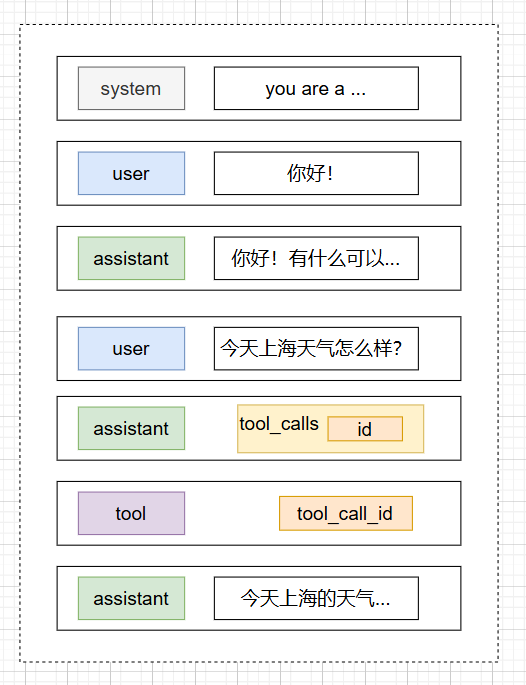 system
you are a ...
user
你好！
assistant
你好！有什么可以...
user
今天上海天气怎么样？
assistant
tool_calls
id
tool
tool_call_id
assistant
今天上海的天气...